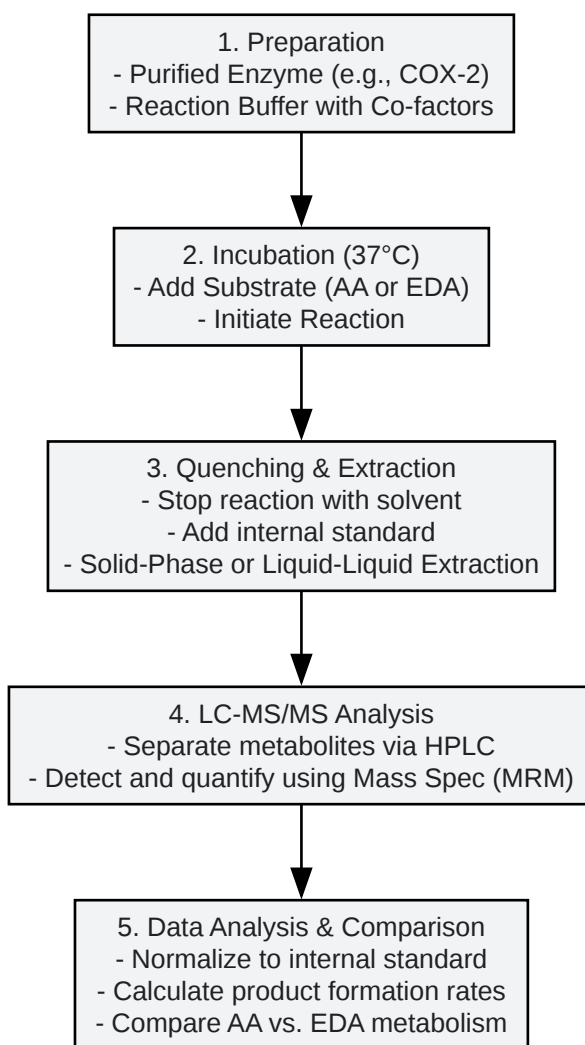 1. Preparation
- Purified Enzyme (e.g., COX-2)
- Reaction Buffer with Co-factors
2. Incubation (37°C)
- Add Substrate (AA or EDA)
- Initiate Reaction
3. Quenching & Extraction
- Stop reaction with solvent
- Add internal standard
- Solid-Phase or Liquid-Liquid Extraction
4. LC-MS/MS Analysis
- Separate metabolites via HPLC
- Detect and quantify using Mass Spec (MRM)
5. Data Analysis & Comparison
- Normalize to internal standard
- Calculate product formation rates
- Compare AA vs. EDA metabolism